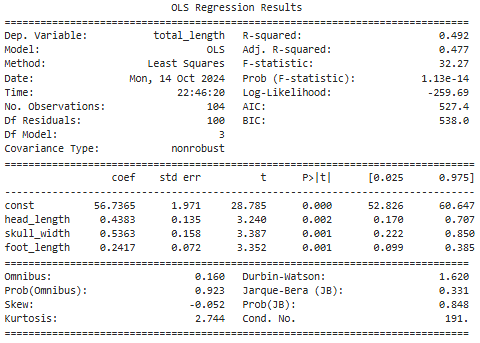 OLS Regression Results
==============================================================================
Dep. Variable: total_length R-squared: 0.492
Model: OLS Adj. R-squared: 0.477
Method: Least Squares F-statistic: 32.27
Date: Mon, 14 Oct 2024 Prob (F-statistic): 1.13e-14
Time: 22:46:20 Log-Likelihood: -259.69
No. Observations: 104 AIC: 527.4
Df Residuals: 100 BIC: 538.0
Df Model: 3
Covariance Type: nonrobust
==============================================================================
coef std err t P>|t| [0.025 0.975]
------------------------------------------------------------------------------
const 56.7365 1.971 28.785 0.000 52.826 60.647
head_length 0.4383 0.135 3.240 0.002 0.170 0.707
skull_width 0.5363 0.158 3.387 0.001 0.222 0.850
foot_length 0.2417 0.072 3.352 0.001 0.099 0.385
==============================================================================
Omnibus: 0.160 Durbin-Watson: 1.620
Prob(Omnibus): 0.923 Jarque-Bera (JB): 0.331
Skew: -0.052 Prob(JB): 0.848
Kurtosis: 2.744 Cond. No. 191.
==============================================================================